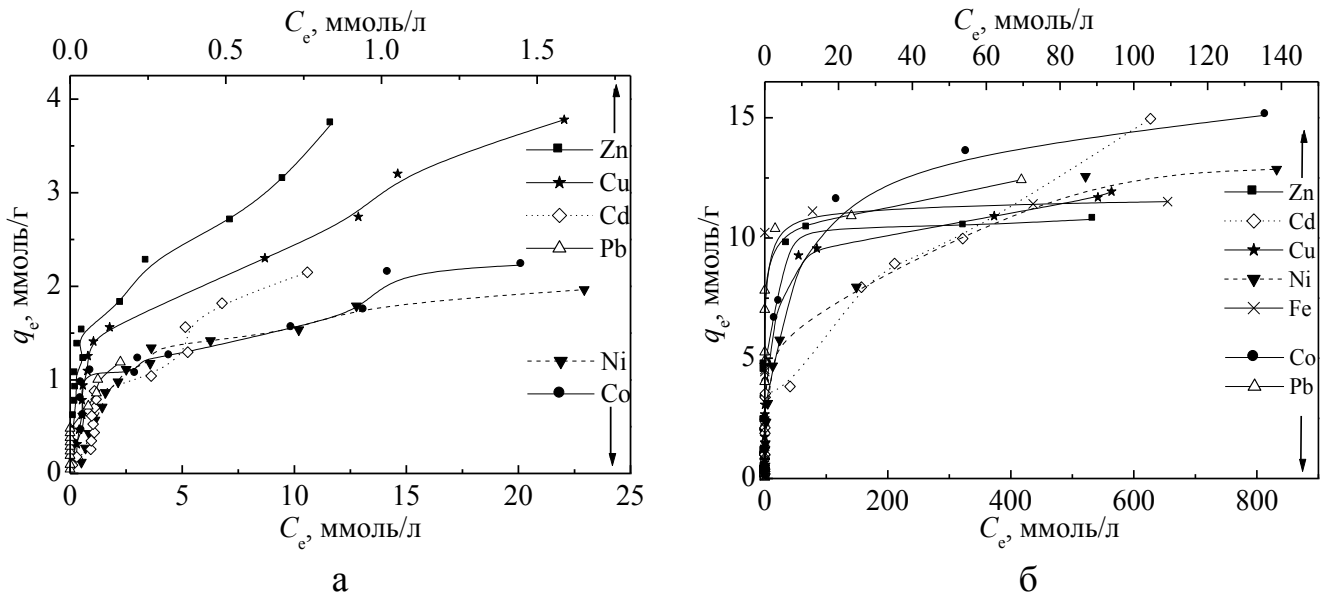 C_e, ммоль/л
0.0 0.5 1.0 1.5
4
3
2
1
0
q_e, ммоль/г
Zn
Cu
Cd
Pb
Ni
Co
0 5 10 15 20 25
C_e, ммоль/л
а
C_e, ммоль/л
0 20 40 60 80 100 120 140
15
10
5
0
q_e, ммоль/г
Zn
Cd
Cu
Ni
Fe
Co
Pb
0 200 400 600 800
C_e, ммоль/л
б